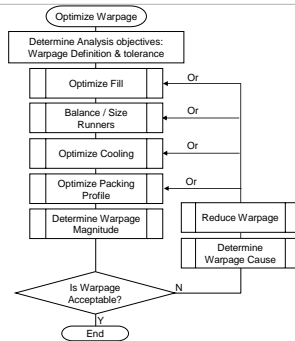 Optimize Warpage
Determine Analysis objectives:
Warpage Definition & tolerance
Optimize Fill
Or
Balance / Size
Runners
Or
Optimize Cooling
Or
Optimize Packing
Profile
Or
Determine Warpage
Magnitude
Reduce Warpage
Determine
Warpage Cause
Is Warpage
Acceptable?
N
Y
End